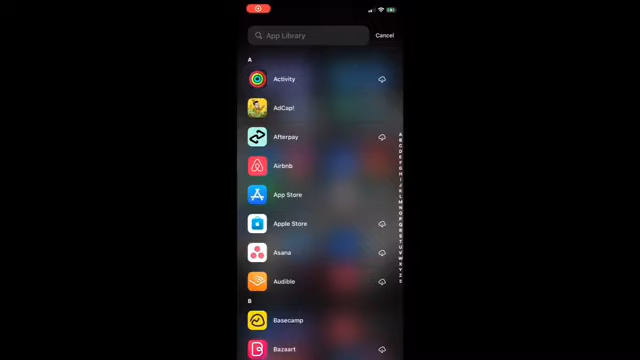 App Library
Cancel
A
Activity
AdCap!
Afterpay
Airbnb
App Store
Apple Store
Asana
Audible
B
Basecamp
Bazaart
A
B
C
D
E
F
G
H
I
J
K
L
M
N
O
P
Q
R
S
T
U
V
W
X
Y
Z